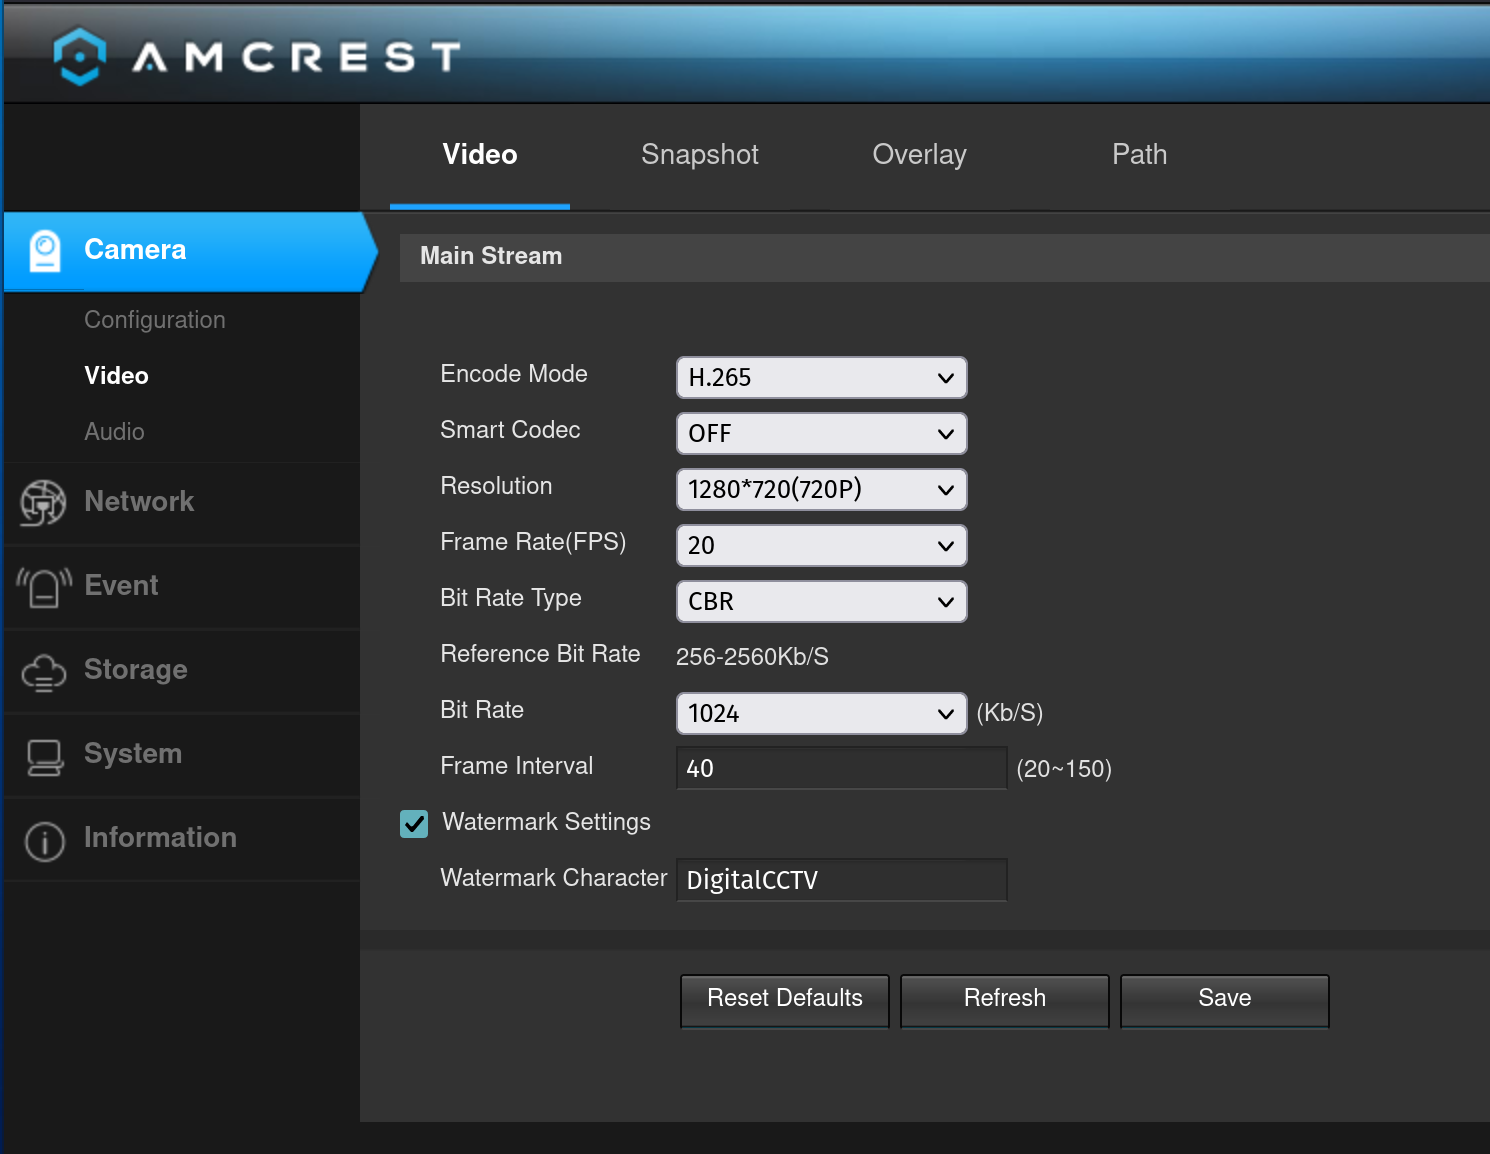 AMCREST
Video Snapshot Overlay Path
Camera
Configuration
Video
Audio
Network
Event
Storage
System
Information
Main Stream
Encode Mode H.265
Smart Codec OFF
Resolution 1280*720(720P)
Frame Rate(FPS) 20
Bit Rate Type CBR
Reference Bit Rate 256-2560Kb/S
Bit Rate 1024 (Kb/S)
Frame Interval 40 (20~150)
Watermark Settings
Watermark Character DigitalCCTV
Reset Defaults Refresh Save